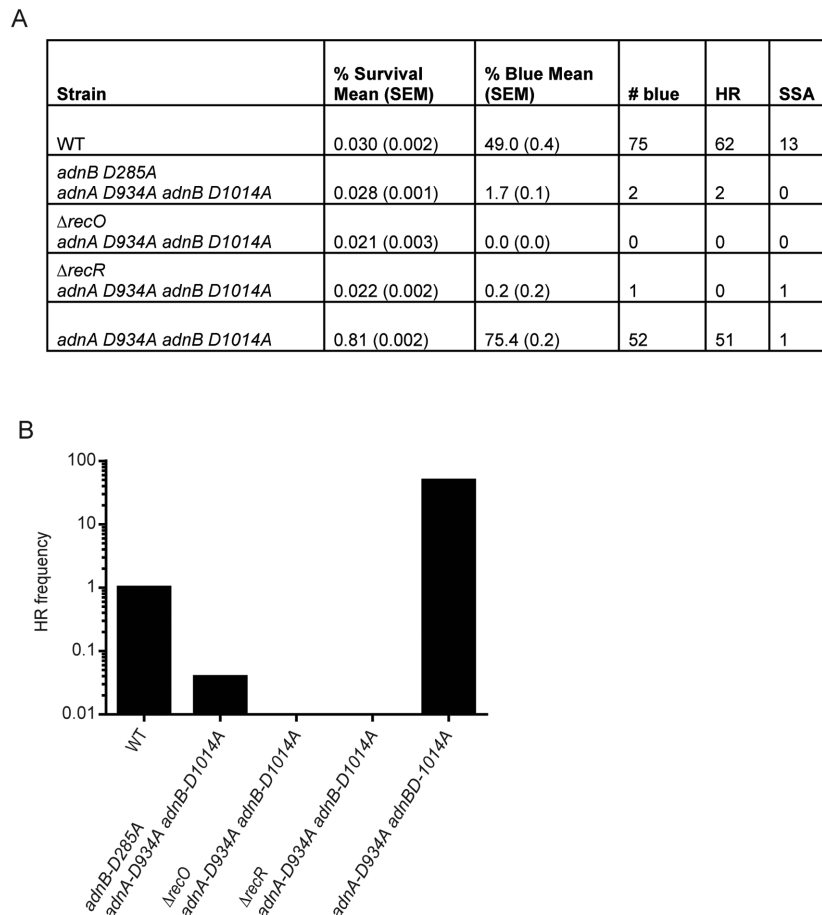 A
Strain % Survival Mean (SEM) % Blue Mean (SEM) # blue HR SSA
WT 0.030 (0.002) 49.0 (0.4) 75 62 13
adnB D285A
adnA D934A adnB D1014A 0.028 (0.001) 1.7 (0.1) 2 2 0
∆recO
adnA D934A adnB D1014A 0.021 (0.003) 0.0 (0.0) 0 0 0
∆recR
adnA D934A adnB D1014A 0.022 (0.002) 0.2 (0.2) 1 0 1
adnA D934A adnB D1014A 0.81 (0.002) 75.4 (0.2) 52 51 1
B
HR frequency
100
10
1
0.1
0.01
WT
adnB-D285A
adnA-D934A adnB-D1014A
∆recO
adnA-D934A adnB-D1014A
∆recR
adnA-D934A adnB-D1014A
adnA-D934A adnBD-1014A